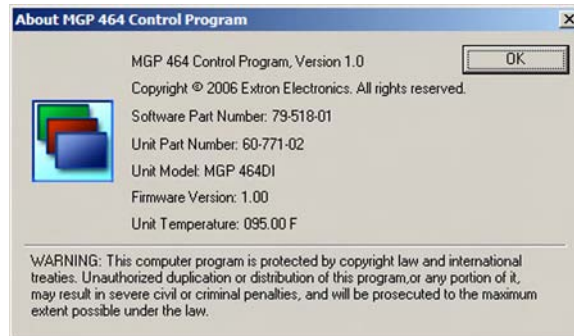 About MGP 464 Control Program
MGP 464 Control Program, Version 1.0
OK
Copyright © 2006 Extron Electronics. All rights reserved.
Software Part Number: 79-518-01
Unit Part Number: 60-771-02
Unit Model: MGP 464DI
Firmware Version: 1.00
Unit Temperature: 095.00 F
WARNING: This computer program is protected by copyright law and international
treaties. Unauthorized duplication or distribution of this program,or any portion of it,
may result in severe civil or criminal penalties, and will be prosecuted to the maximum
extent possible under the law.